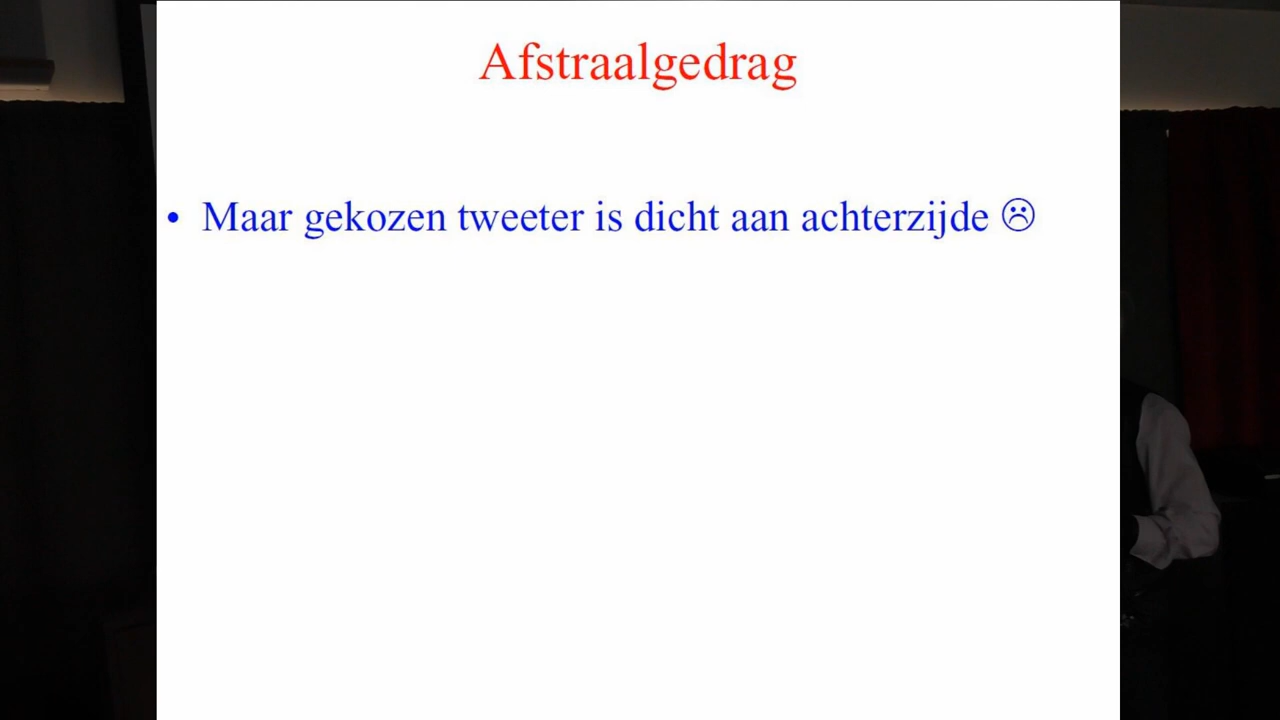 Afstraalgedrag
• Maar gekozen tweeter is dicht aan achterzijde ☹